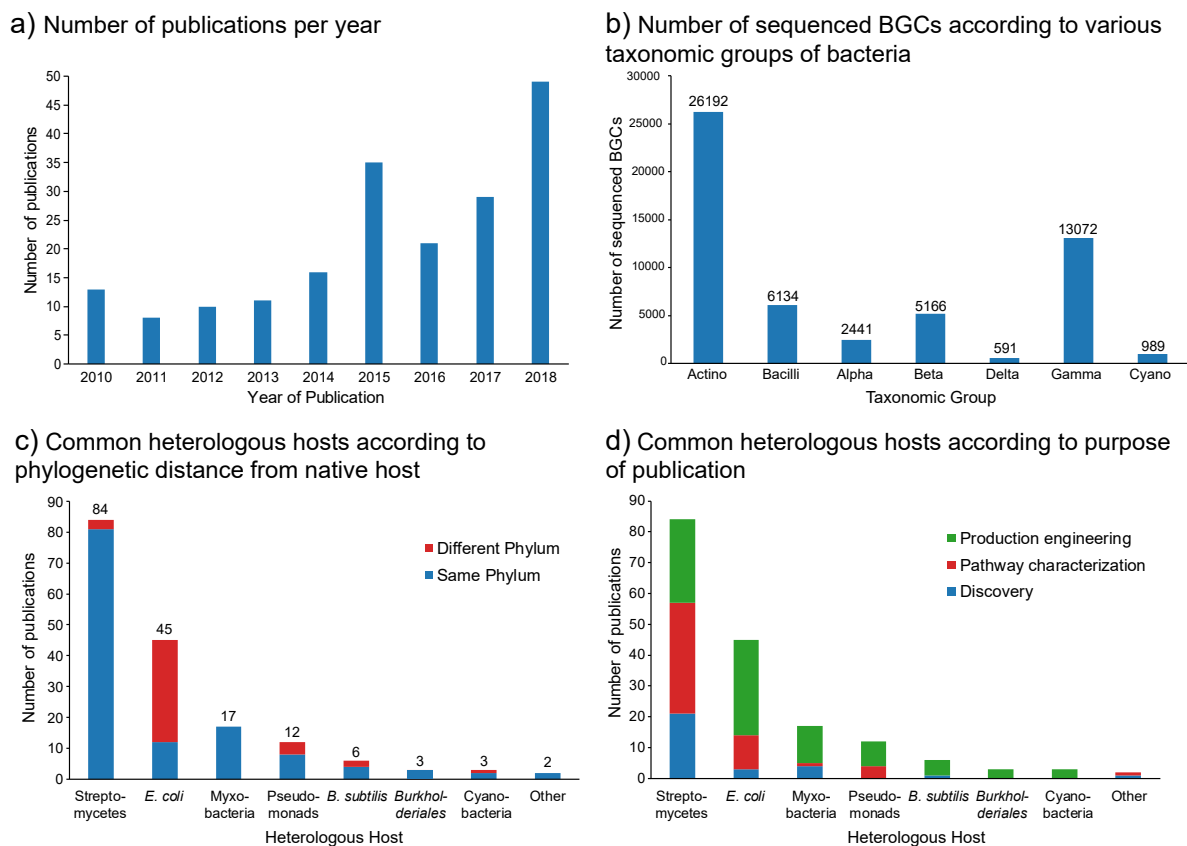 a) Number of publications per year
50
45
40
35
30
25
20
15
10
5
0
Number of publications
2010 2011 2012 2013 2014 2015 2016 2017 2018
Year of Publication
b) Number of sequenced BGCs according to various
taxonomic groups of bacteria
30000
25000
20000
15000
10000
5000
0
Number of sequenced BGCs
26192
6134
2441
5166
591
13072
989
Actino Bacilli Alpha Beta Delta Gamma Cyano
Taxonomic Group
c) Common heterologous hosts according to
phylogenetic distance from native host
90
80
70
60
50
40
30
20
10
0
Number of publications
84
45
17
12
6
3
3
2
Different Phylum
Same Phylum
Strepto- E. coli Myxo- Pseudo- B. subtilis Burkhol- Cyano- Other
mycetes bacteria monads deriales bacteria
Heterologous Host
d) Common heterologous hosts according to purpose
of publication
90
80
70
60
50
40
30
20
10
0
Number of publications
Production engineering
Pathway characterization
Discovery
Strepto- E. coli Myxo- Pseudo- B. subtilis Burkhol- Cyano- Other
mycetes bacteria monads deriales bacteria
Heterologous Host